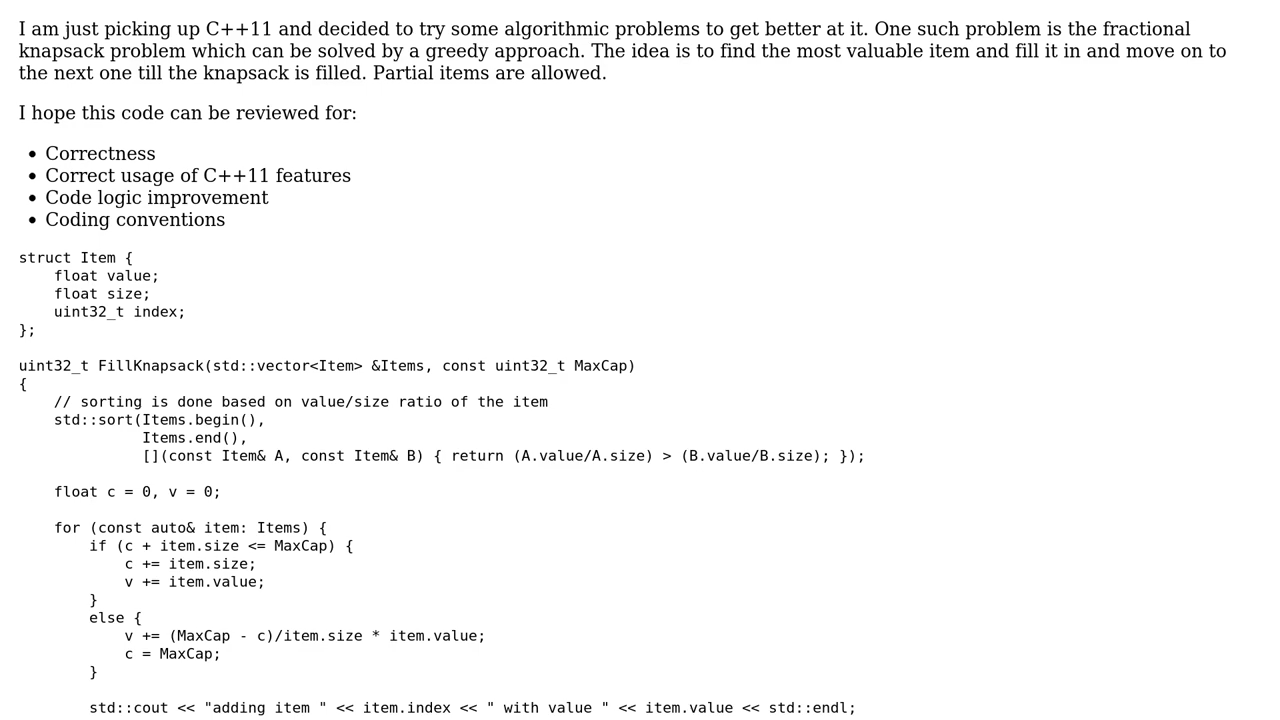 I am just picking up C++11 and decided to try some algorithmic problems to get better at it. One such problem is the fractional
knapsack problem which can be solved by a greedy approach. The idea is to find the most valuable item and fill it in and move on to
the next one till the knapsack is filled. Partial items are allowed.
I hope this code can be reviewed for:
• Correctness
• Correct usage of C++11 features
• Code logic improvement
• Coding conventions
struct Item {
    float value;
    float size;
    uint32_t index;
};
uint32_t FillKnapsack(std::vector<Item> &Items, const uint32_t MaxCap)
{
    // sorting is done based on value/size ratio of the item
    std::sort(Items.begin(),
              Items.end(),
              [](const Item& A, const Item& B) { return (A.value/A.size) > (B.value/B.size); });
    float c = 0, v = 0;
    for (const auto& item: Items) {
        if (c + item.size <= MaxCap) {
            c += item.size;
            v += item.value;
        }
        else {
            v += (MaxCap - c)/item.size * item.value;
            c = MaxCap;
        }
        std::cout << "adding item " << item.index << " with value " << item.value << std::endl;